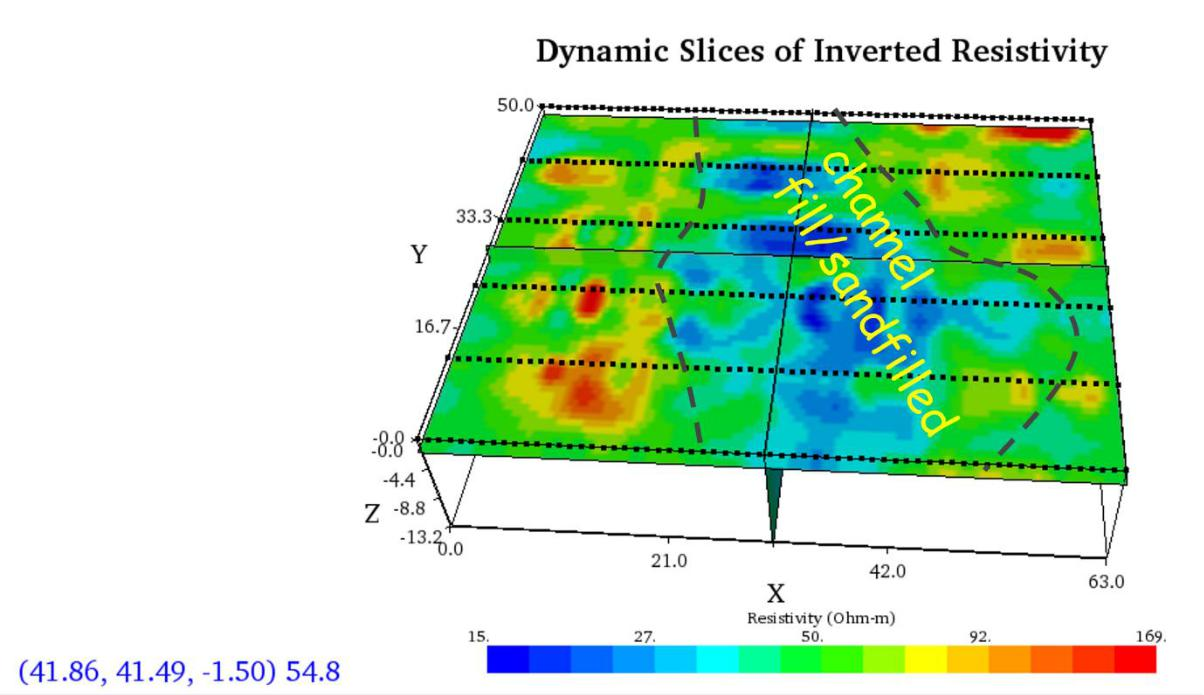 Dynamic Slices of Inverted Resistivity
50.0
33.3
Y
16.7
-0.0
-0.0
-4.4
Z -8.8
-13.2
0.0
21.0
42.0
63.0
X
channel
fill/sandfilled
Resistivity (Ohm-m)
15. 27. 50. 92. 169.
(41.86, 41.49, -1.50) 54.8